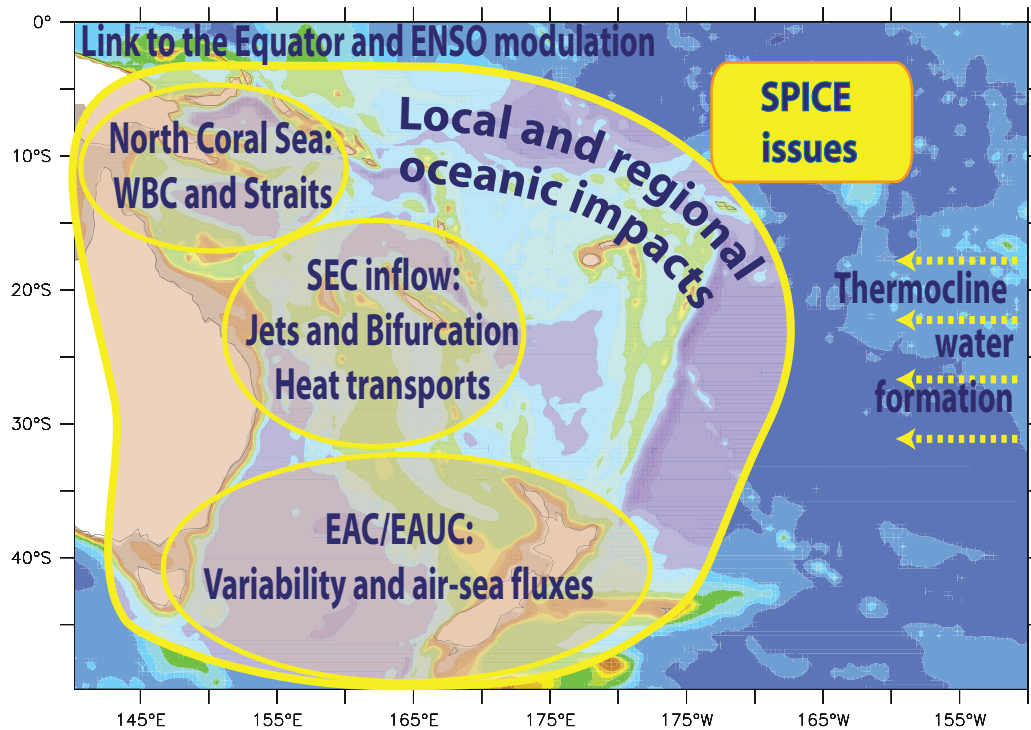 Link to the Equator and ENSO modulation
SPICE
issues
Local and regional
oceanic impacts
North Coral Sea:
WBC and Straits
SEC inflow:
Jets and Bifurcation
Heat transports
Thermocline
water
formation
EAC/EAUC:
Variability and air-sea fluxes
0°
10°S
20°S
30°S
40°S
145°E
155°E
165°E
175°E
175°W
165°W
155°W